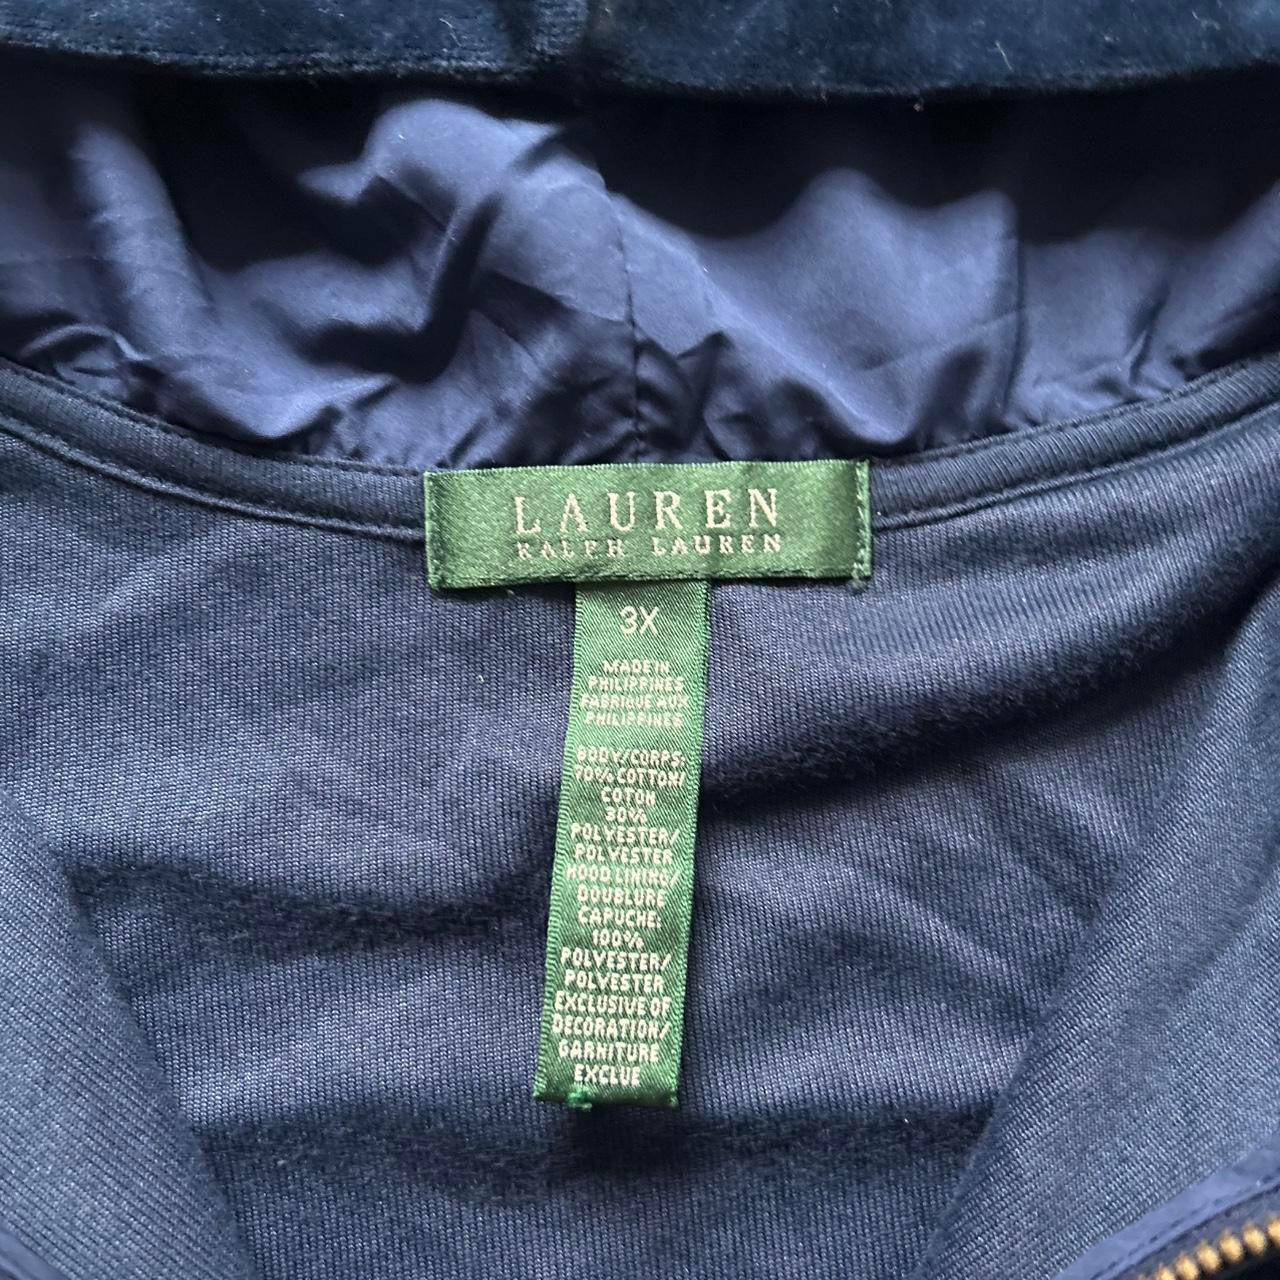 LAUREN
RALPH LAUREN
3X
MADE IN
PHILIPPINES
FABRIQUE AUX
PHILIPPINES
BODY/CORPS:
70% COTTON/
COTON
30%
POLYESTER/
POLYESTER
HOOD LINING/
DOUBLURE
CAPUCHE:
100%
POLYESTER/
POLYESTER
EXCLUSIVE OF
DECORATION/
GARNITURE
EXCLUE